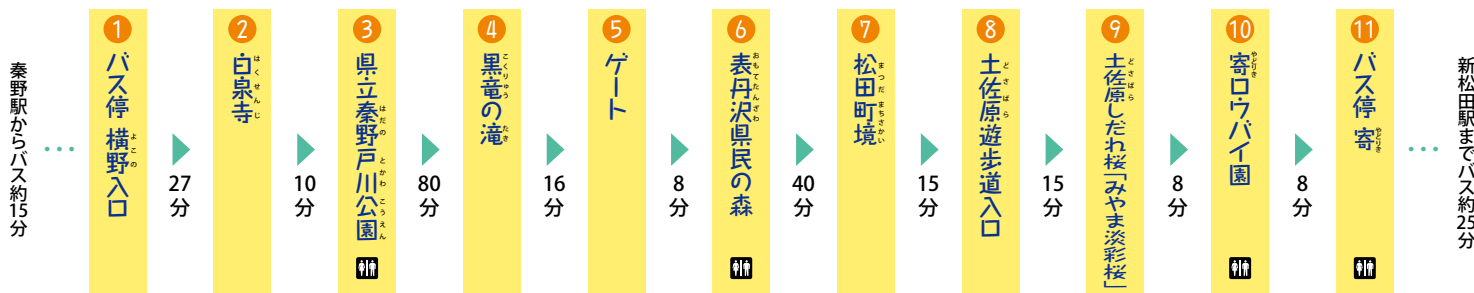 秦野駅からバス約15分
1
バス停 横野入口
よこの
27分
2
白泉寺
はくせんじ
10分
3
県立秦野戸川公園
はだの とかわ こうえん
80分
4
黒竜の滝
こくりゅう たき
16分
5
ゲート
8分
6
表丹沢県民の森
おもてたんざわ
40分
7
松田町境
まつだ まちさかい
15分
8
土佐原遊歩道入口
どさばら
15分
9
土佐原しだれ桜「みやま淡彩桜」
どさばら
8分
10
寄ロウバイ園
やどりき
8分
11
バス停 寄
やどりき
新松田駅までバス約25分